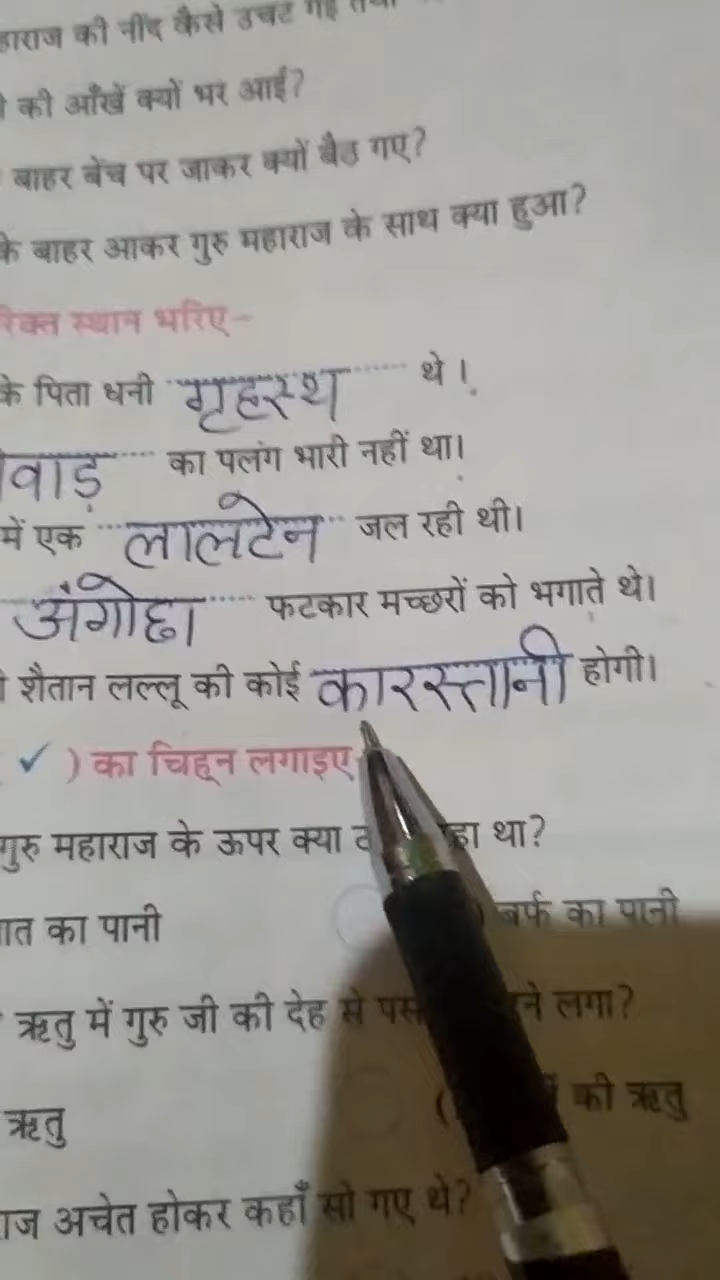 हाराज की नींद कैसे उचट गई तथा
की आँखें क्यों भर आई?
बाहर बेंच पर जाकर क्यों बैठ गए?
के बाहर आकर गुरु महाराज के साथ क्या हुआ?
रिक्त स्थान भरिए-
के पिता धनी गृहस्थ थे।
वाड़ का पलंग भारी नहीं था।
में एक लालटेन जल रही थी।
अंगोछा फटकार मच्छरों को भगाते थे।
शैतान लल्लू की कोई कारस्तानी होगी।
✓ ) का चिह्न लगाइए
गुरु महाराज के ऊपर क्या हा था?
ात का पानी ) बर्फ का पानी
ऋतु में गुरु जी की देह से पस ने लगा?
ऋतु ( की ऋतु
ाज अचेत होकर कहाँ सो गए थे?